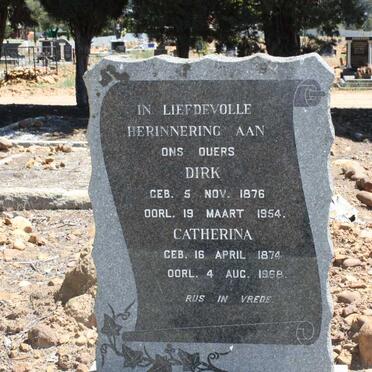 IN LIEFDEVOLLE
HERINNERING AAN
ONS OUERS
DIRK
GEB. 5 NOV. 1876
OORL. 19 MAART 1954.
CATHERINA
GEB. 16 APRIL 1874
OORL. 4 AUG. 1968.
RUS IN VREDE